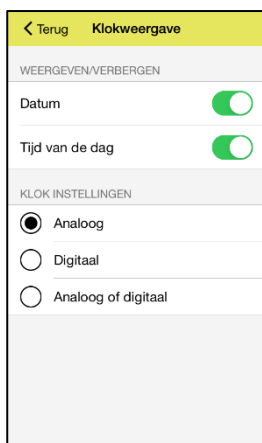 Terug Klokweergave
WEERGEVEN/VERBERGEN
Datum
Tijd van de dag
KLOK INSTELLINGEN
Analoog
Digitaal
Analoog of digitaal